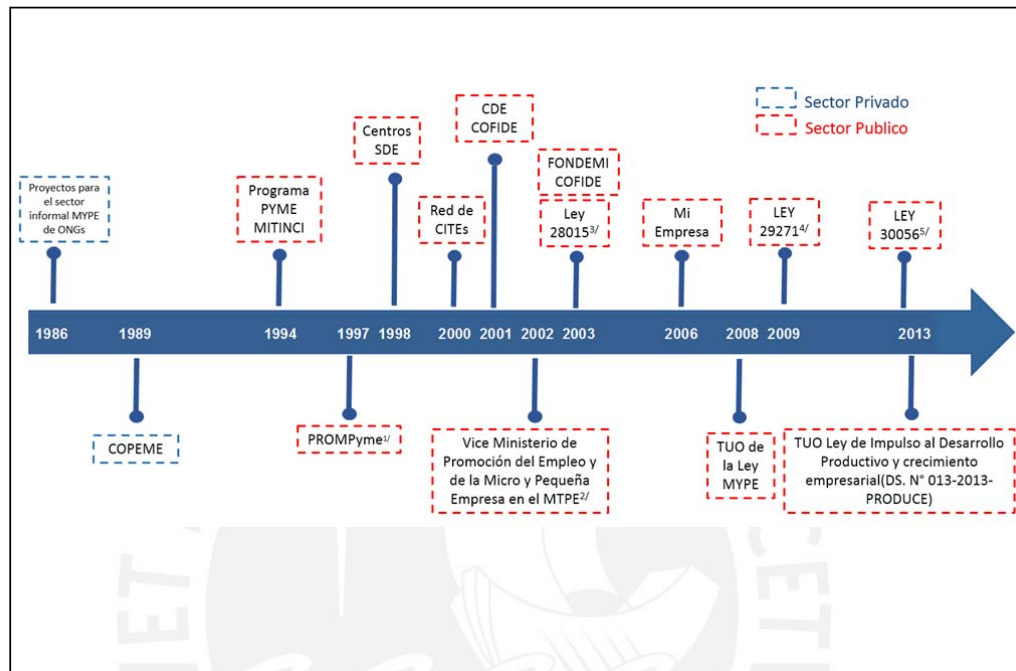 Sector Privado
Sector Publico
CDE
COFIDE
Centros
SDE
FONDEMI
COFIDE
Proyectos para
el sector
informal MYPE
de ONGs
Programa
PYME
MITINCI
Red de
CITEs
Ley
28015³/
Mi
Empresa
LEY
29271⁴/
LEY
30056⁵/
1986 1989 1994 1997 1998 2000 2001 2002 2003 2006 2008 2009 2013
COPEME
PROMPyme¹/
Vice Ministerio de
Promoción del Empleo y
de la Micro y Pequeña
Empresa en el MTPE²/
TUO de
la Ley
MYPE
TUO Ley de Impulso al Desarrollo
Productivo y crecimiento
empresarial(DS. N° 013-2013-
PRODUCE)